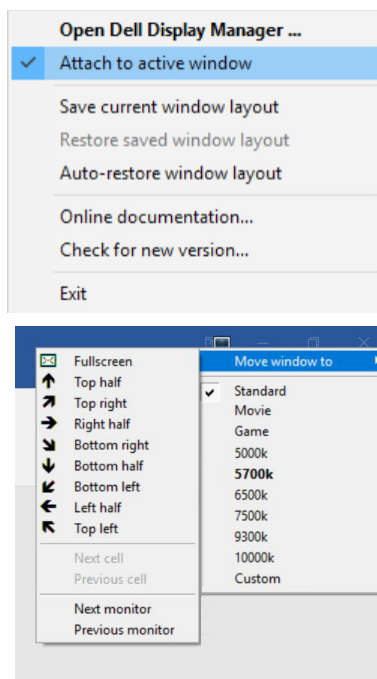 Open Dell Display Manager ...
Attach to active window
Save current window layout
Restore saved window layout
Auto-restore window layout
Online documentation...
Check for new version...
Exit
Move window to
Fullscreen
Top half
Top right
Right half
Bottom right
Bottom half
Bottom left
Left half
Top left
Next cell
Previous cell
Next monitor
Previous monitor
Standard
Movie
Game
5000k
5700k
6500k
7500k
9300k
10000k
Custom